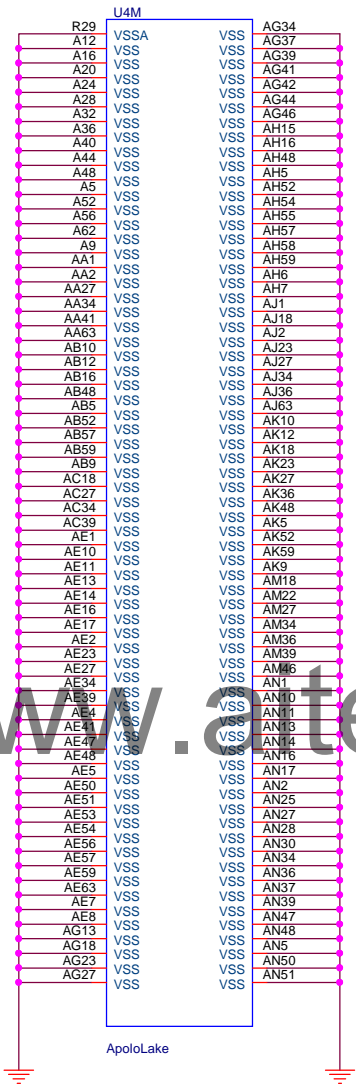 U4M
R29 VSSA VSS AG34
A12 VSS VSS AG37
A16 VSS VSS AG39
A20 VSS VSS AG41
A24 VSS VSS AG42
A28 VSS VSS AG44
A32 VSS VSS AG46
A36 VSS VSS AH15
A40 VSS VSS AH16
A44 VSS VSS AH48
A48 VSS VSS AH5
A5 VSS VSS AH52
A52 VSS VSS AH54
A56 VSS VSS AH55
A62 VSS VSS AH57
A9 VSS VSS AH58
AA1 VSS VSS AH59
AA2 VSS VSS AH6
AA27 VSS VSS AH7
AA34 VSS VSS AJ1
AA41 VSS VSS AJ18
AA63 VSS VSS AJ2
AB10 VSS VSS AJ23
AB12 VSS VSS AJ27
AB16 VSS VSS AJ34
AB48 VSS VSS AJ36
AB5 VSS VSS AJ63
AB52 VSS VSS AK10
AB57 VSS VSS AK12
AB59 VSS VSS AK18
AB9 VSS VSS AK23
AC18 VSS VSS AK27
AC27 VSS VSS AK36
AC34 VSS VSS AK48
AC39 VSS VSS AK5
AE1 VSS VSS AK52
AE10 VSS VSS AK59
AE11 VSS VSS AK9
AE13 VSS VSS AM18
AE14 VSS VSS AM22
AE16 VSS VSS AM27
AE17 VSS VSS AM34
AE2 VSS VSS AM36
AE23 VSS VSS AM39
AE27 VSS VSS AM46
AE34 VSS VSS AN1
AE39 VSS VSS AN10
AE4 VSS VSS AN11
AE41 VSS VSS AN13
AE47 VSS VSS AN14
AE48 VSS VSS AN16
AE5 VSS VSS AN17
AE50 VSS VSS AN2
AE51 VSS VSS AN25
AE53 VSS VSS AN27
AE54 VSS VSS AN28
AE56 VSS VSS AN30
AE57 VSS VSS AN34
AE59 VSS VSS AN36
AE63 VSS VSS AN37
AE7 VSS VSS AN39
AE8 VSS VSS AN47
AG13 VSS VSS AN48
AG18 VSS VSS AN5
AG23 VSS VSS AN50
AG27 VSS VSS AN51
ApoloLake